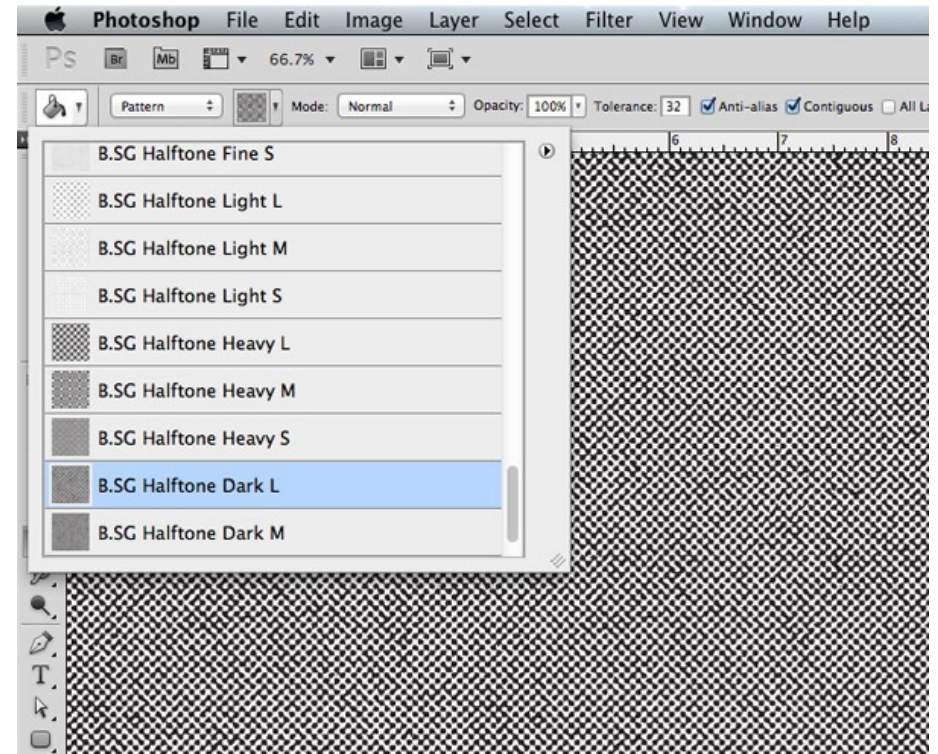 Photoshop File Edit Image Layer Select Filter View Window Help
Ps Br Mb 66.7%
Pattern Mode: Normal Opacity: 100% Tolerance: 32 Anti-alias Contiguous All La
6 7 8
B.SG Halftone Fine S
B.SG Halftone Light L
B.SG Halftone Light M
B.SG Halftone Light S
B.SG Halftone Heavy L
B.SG Halftone Heavy M
B.SG Halftone Heavy S
B.SG Halftone Dark L
B.SG Halftone Dark M
T